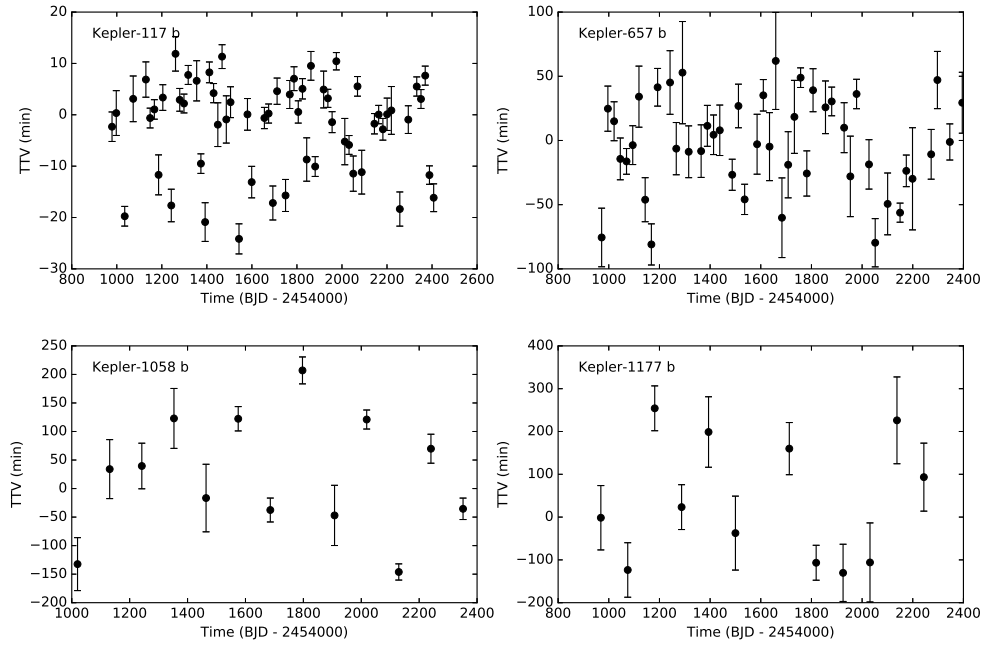 Kepler-117 b
20
10
0
−10
−20
−30
TTV (min)
600 800 1000 1200 1400 1600 1800 2000 2200 2400 2600
Time (BJD - 2454000)
Kepler-657 b
100
50
0
−50
−100
TTV (min)
800 1000 1200 1400 1600 1800 2000 2200 2400
Time (BJD - 2454000)
Kepler-1058 b
250
200
150
100
50
0
−50
−100
−150
−200
TTV (min)
1000 1200 1400 1600 1800 2000 2200 2400
Time (BJD - 2454000)
Kepler-1177 b
400
300
200
100
0
−100
−200
TTV (min)
800 1000 1200 1400 1600 1800 2000 2200 2400
Time (BJD - 2454000)